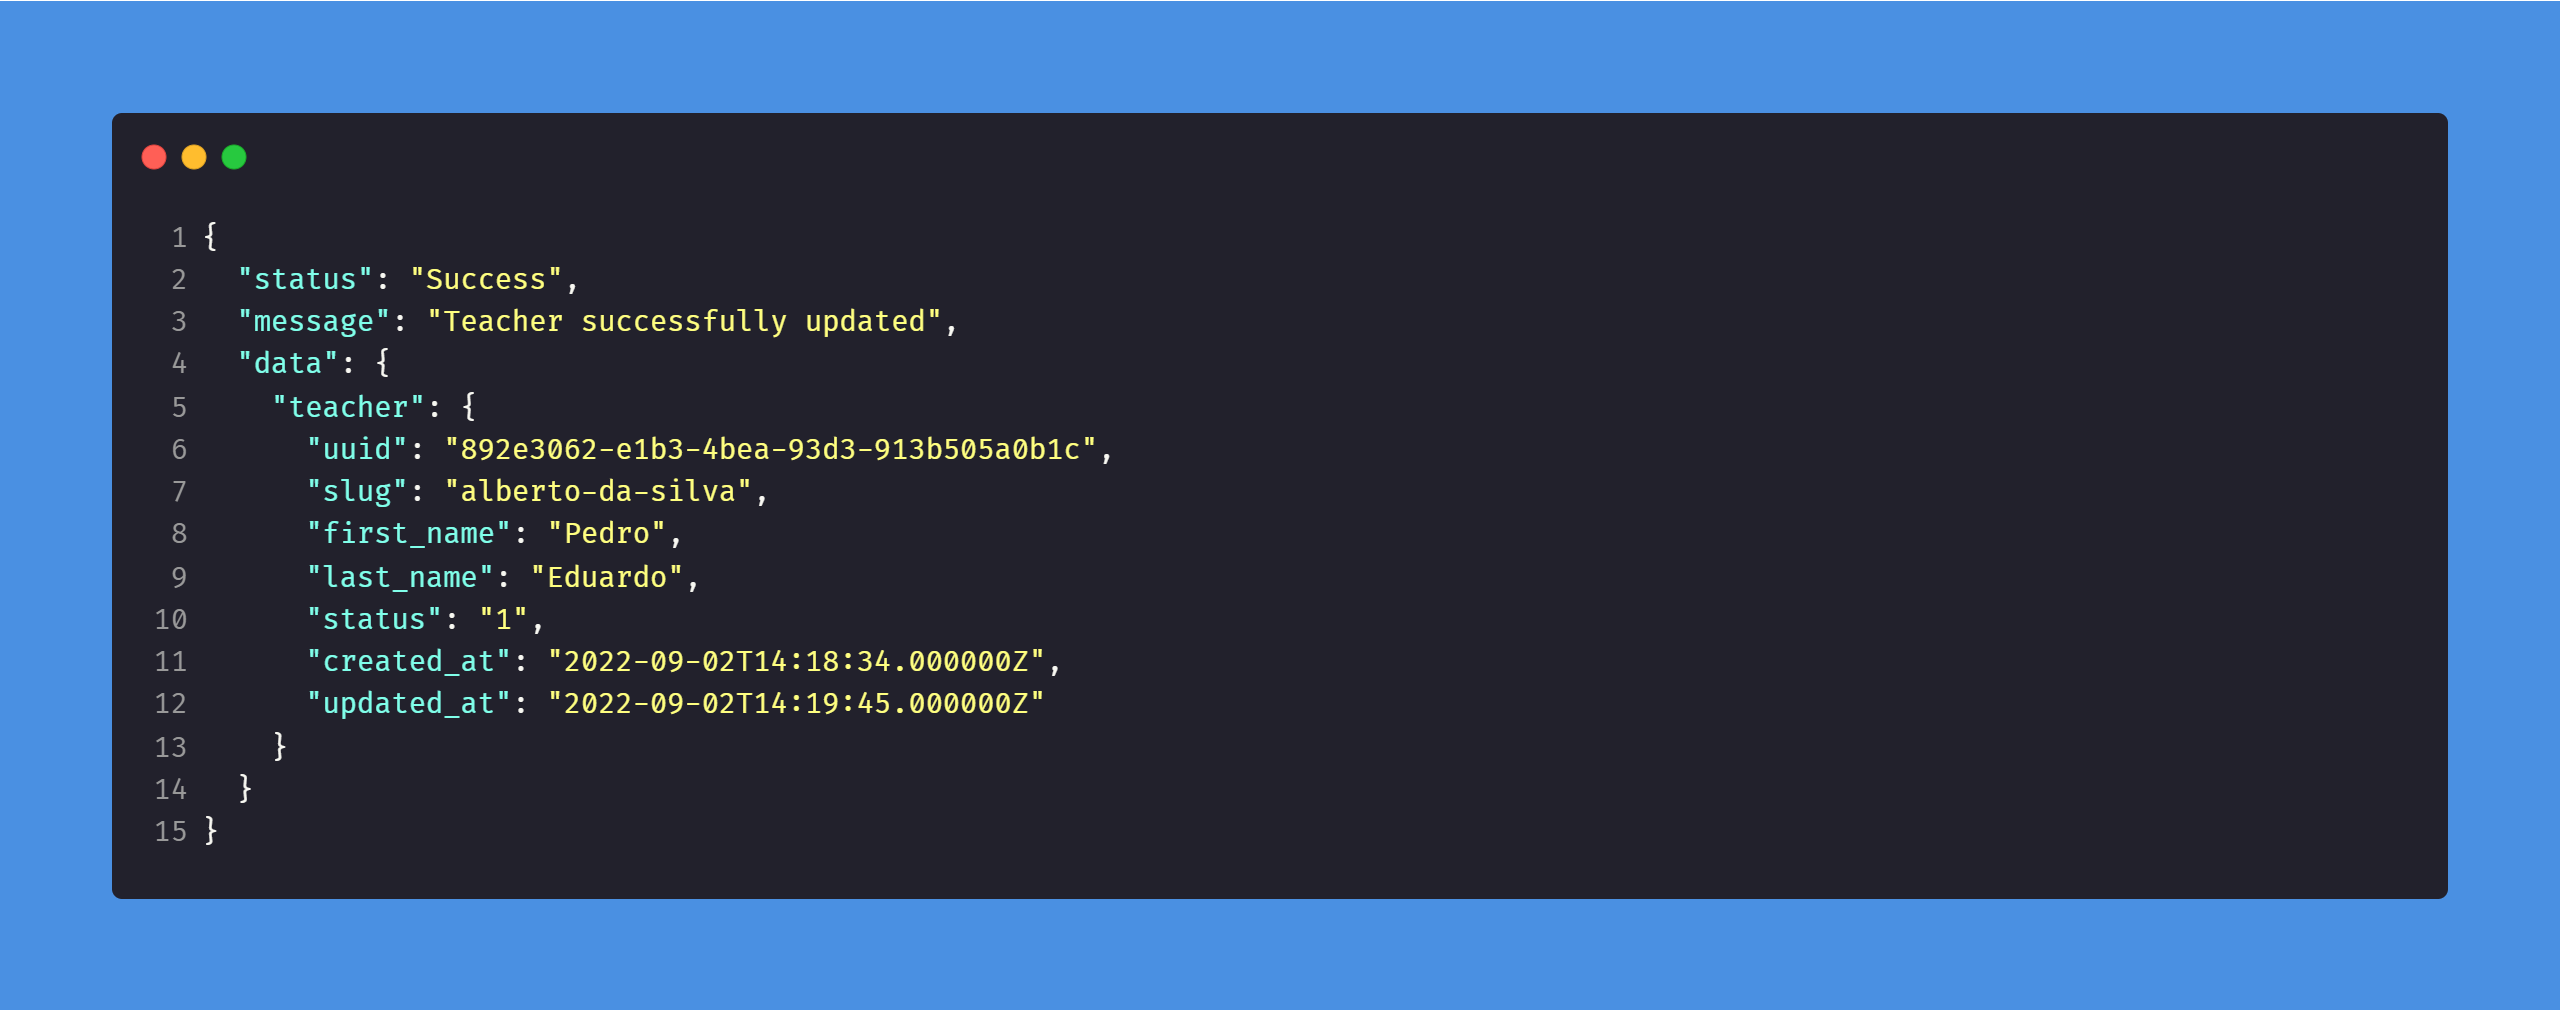 1 {
2   "status": "Success",
3   "message": "Teacher successfully updated",
4   "data": {
5     "teacher": {
6       "uuid": "892e3062-e1b3-4bea-93d3-913b505a0b1c",
7       "slug": "alberto-da-silva",
8       "first_name": "Pedro",
9       "last_name": "Eduardo",
10       "status": "1",
11       "created_at": "2022-09-02T14:18:34.000000Z",
12       "updated_at": "2022-09-02T14:19:45.000000Z"
13     }
14   }
15 }